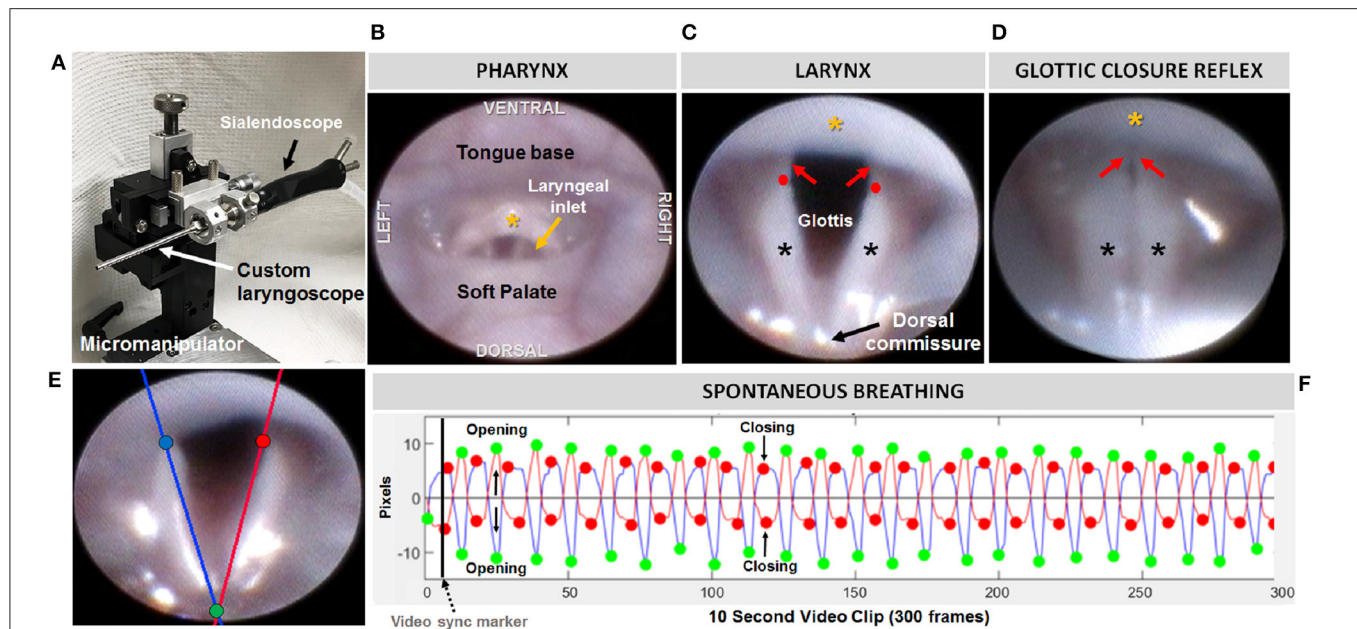 A
Sialendoscope
Custom
laryngoscope
Micromanipulator
B
PHARYNX
VENTRAL
Tongue base
Laryngeal
inlet
LEFT
RIGHT
Soft Palate
DORSAL
C
LARYNX
Glottis
Dorsal
commissure
D
GLOTTIC CLOSURE REFLEX
E
F
SPONTANEOUS BREATHING
Opening
Closing
Pixels
10
0
-10
Opening
Closing
0
50
100
150
200
250
300
Video sync marker
10 Second Video Clip (300 frames)